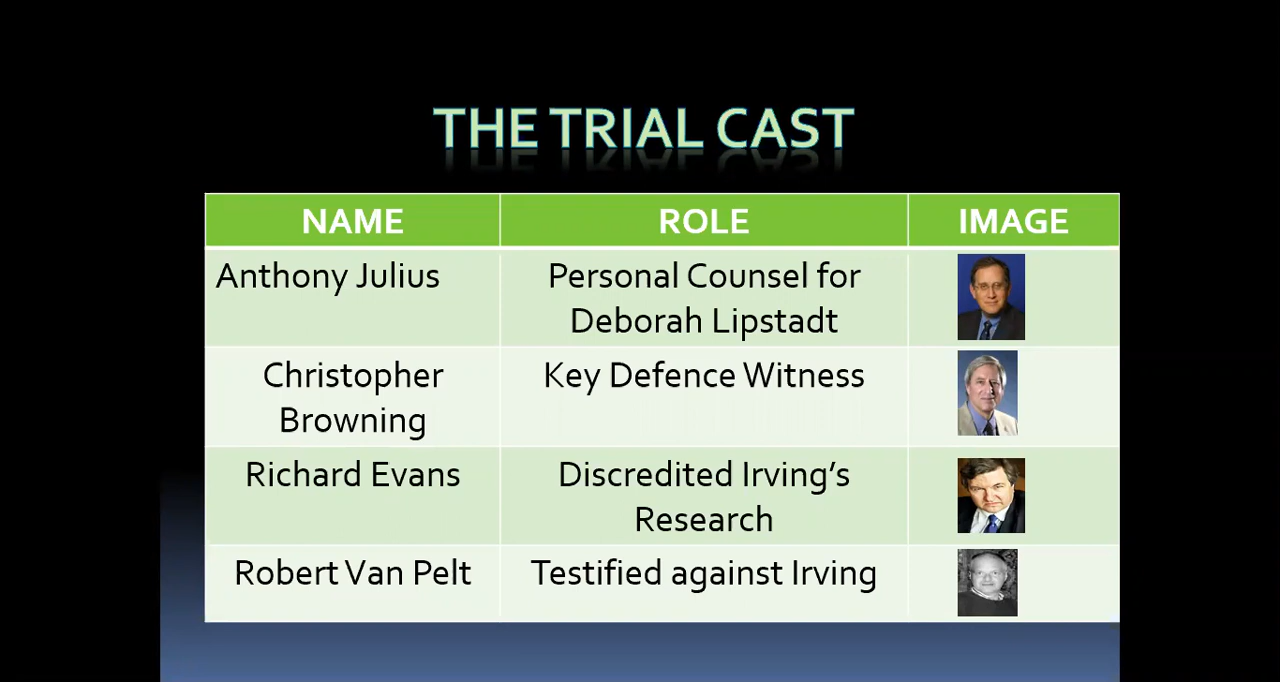 THE TRIAL CAST
NAME ROLE IMAGE
Anthony Julius Personal Counsel for
Deborah Lipstadt
Christopher Key Defence Witness
Browning
Richard Evans Discredited Irving’s
Research
Robert Van Pelt Testified against Irving